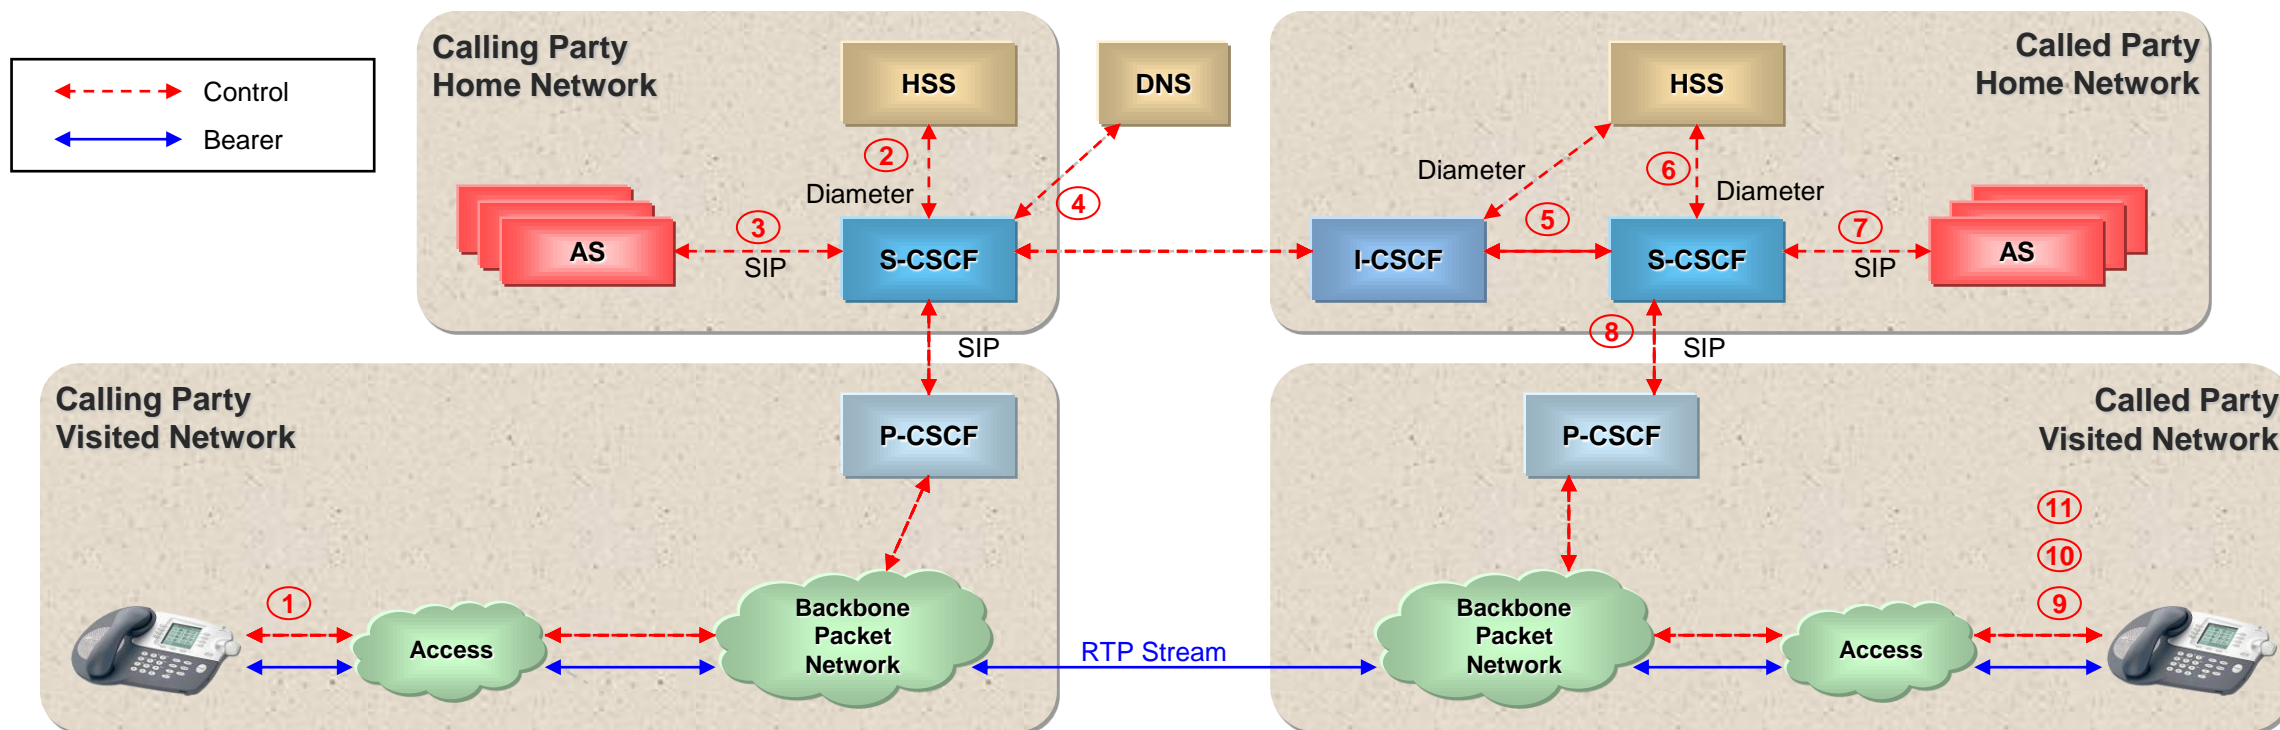 Control
Bearer
Calling Party
Home Network
HSS
DNS
2
Diameter
4
3
SIP
AS
S-CSCF
SIP
Called Party
Home Network
HSS
Diameter
6
Diameter
5
7
SIP
I-CSCF
S-CSCF
AS
8
SIP
Calling Party
Visited Network
P-CSCF
1
Access
Backbone
Packet
Network
RTP Stream
Called Party
Visited Network
P-CSCF
11
10
9
Backbone
Packet
Network
Access